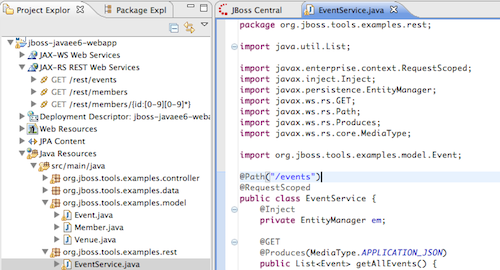 Project Explor
Package Expl
jboss-javaee6-webapp
JAX-WS Web Services
JAX-RS REST Web Services
GET /rest/events
GET /rest/members
GET /rest/members/{id:[0-9][0-9]*}
Deployment Descriptor: jboss-javaee6-weba
Web Resources
JPA Content
Java Resources
src/main/java
org.jboss.tools.examples.controller
org.jboss.tools.examples.data
org.jboss.tools.examples.model
Event.java
Member.java
Venue.java
org.jboss.tools.examples.rest
EventService.java
JBoss Central
EventService.java
package org.jboss.tools.examples.rest;
import java.util.List;
import javax.enterprise.context.RequestScoped;
import javax.inject.Inject;
import javax.persistence.EntityManager;
import javax.ws.rs.GET;
import javax.ws.rs.Path;
import javax.ws.rs.Produces;
import javax.ws.rs.core.MediaType;
import org.jboss.tools.examples.model.Event;
@Path("/events")
@RequestScoped
public class EventService {
@Inject
private EntityManager em;
@GET
@Produces(MediaType.APPLICATION_JSON)
public List<Event> getAllEvents() {